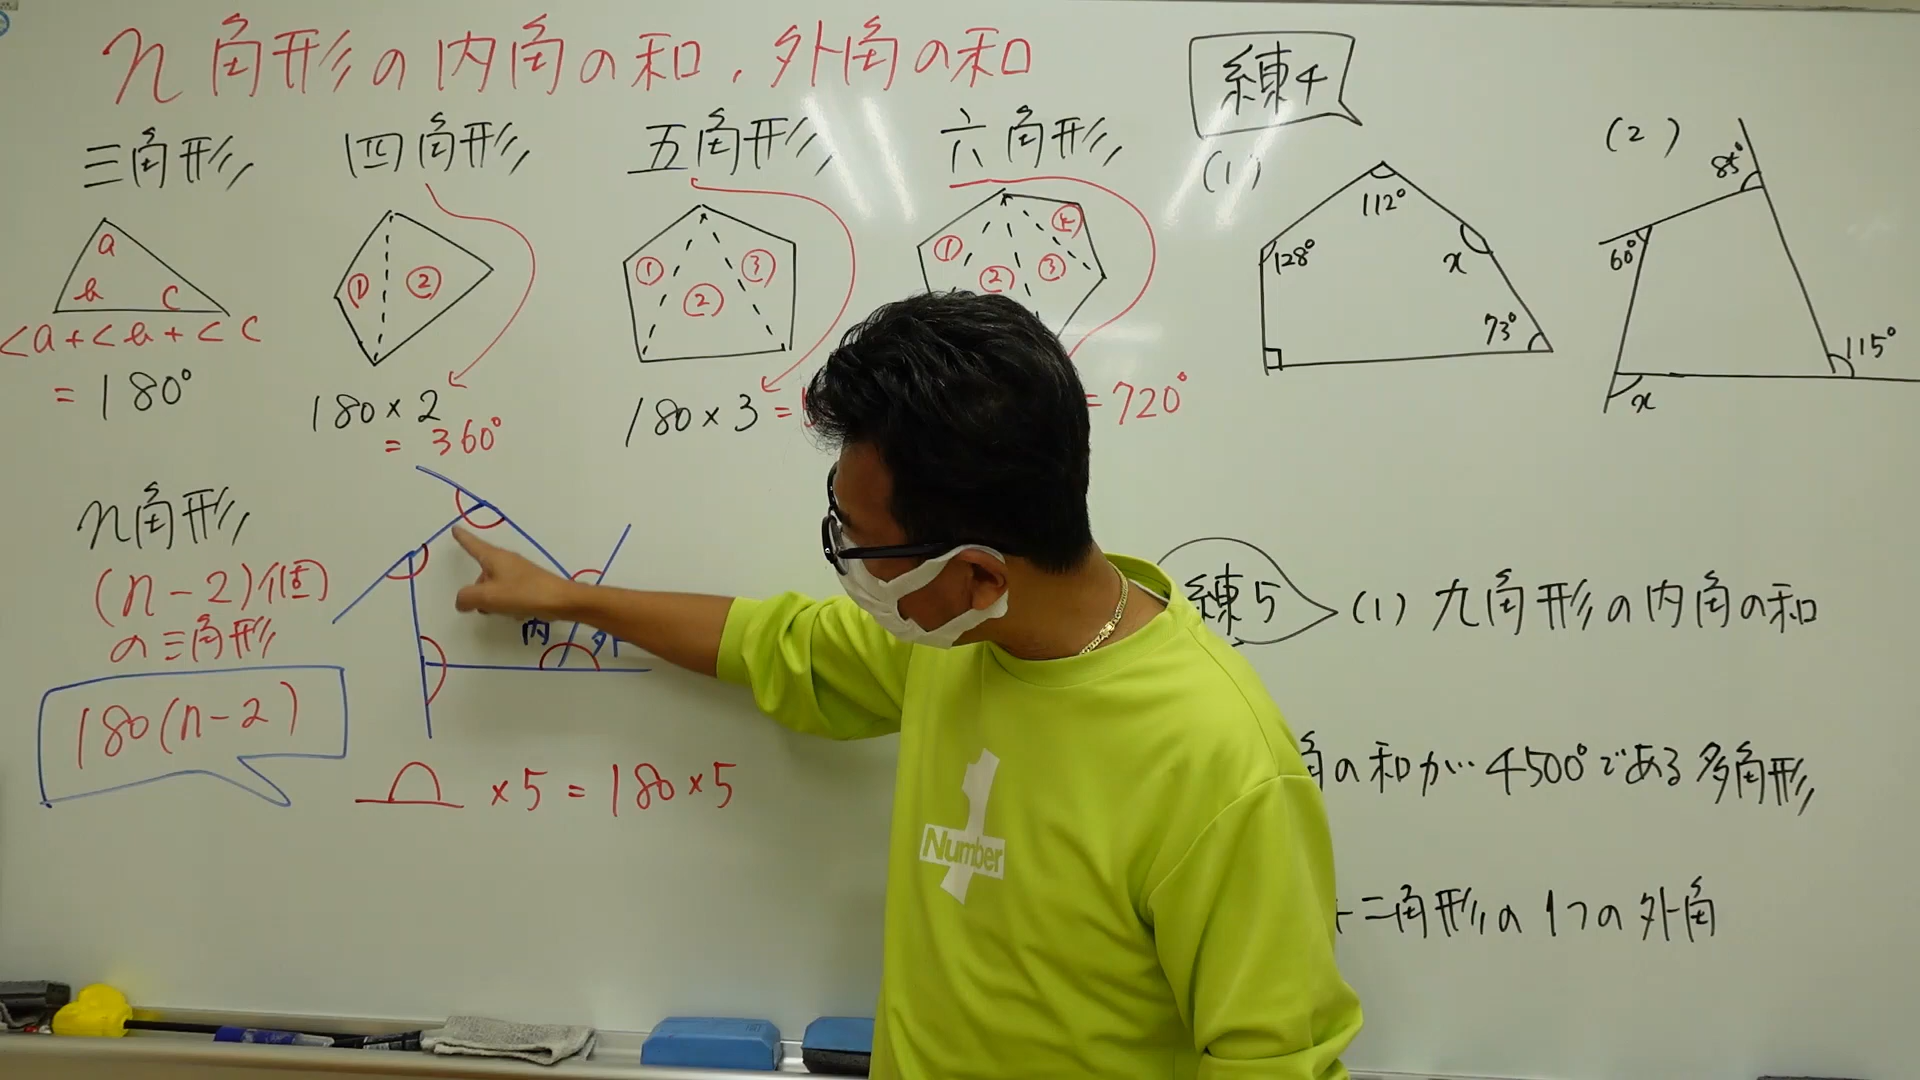 n角形の内角の和,外角の和
三角形
a
b
c
∠a+∠b+∠c
=180°
四角形
①
②
180×2
=360°
五角形
①
②
③
180×3=
六角形
①
②
③
④
=720°
練4
(1)
112°
128°
x
73°
(2)
85°
60°
115°
x
n角形
(n-2)個
の三角形
180(n-2)
内
外
×5=180×5
練5
(1)九角形の内角の和
角の和が4500°である多角形
十二角形の1つの外角
Number
1